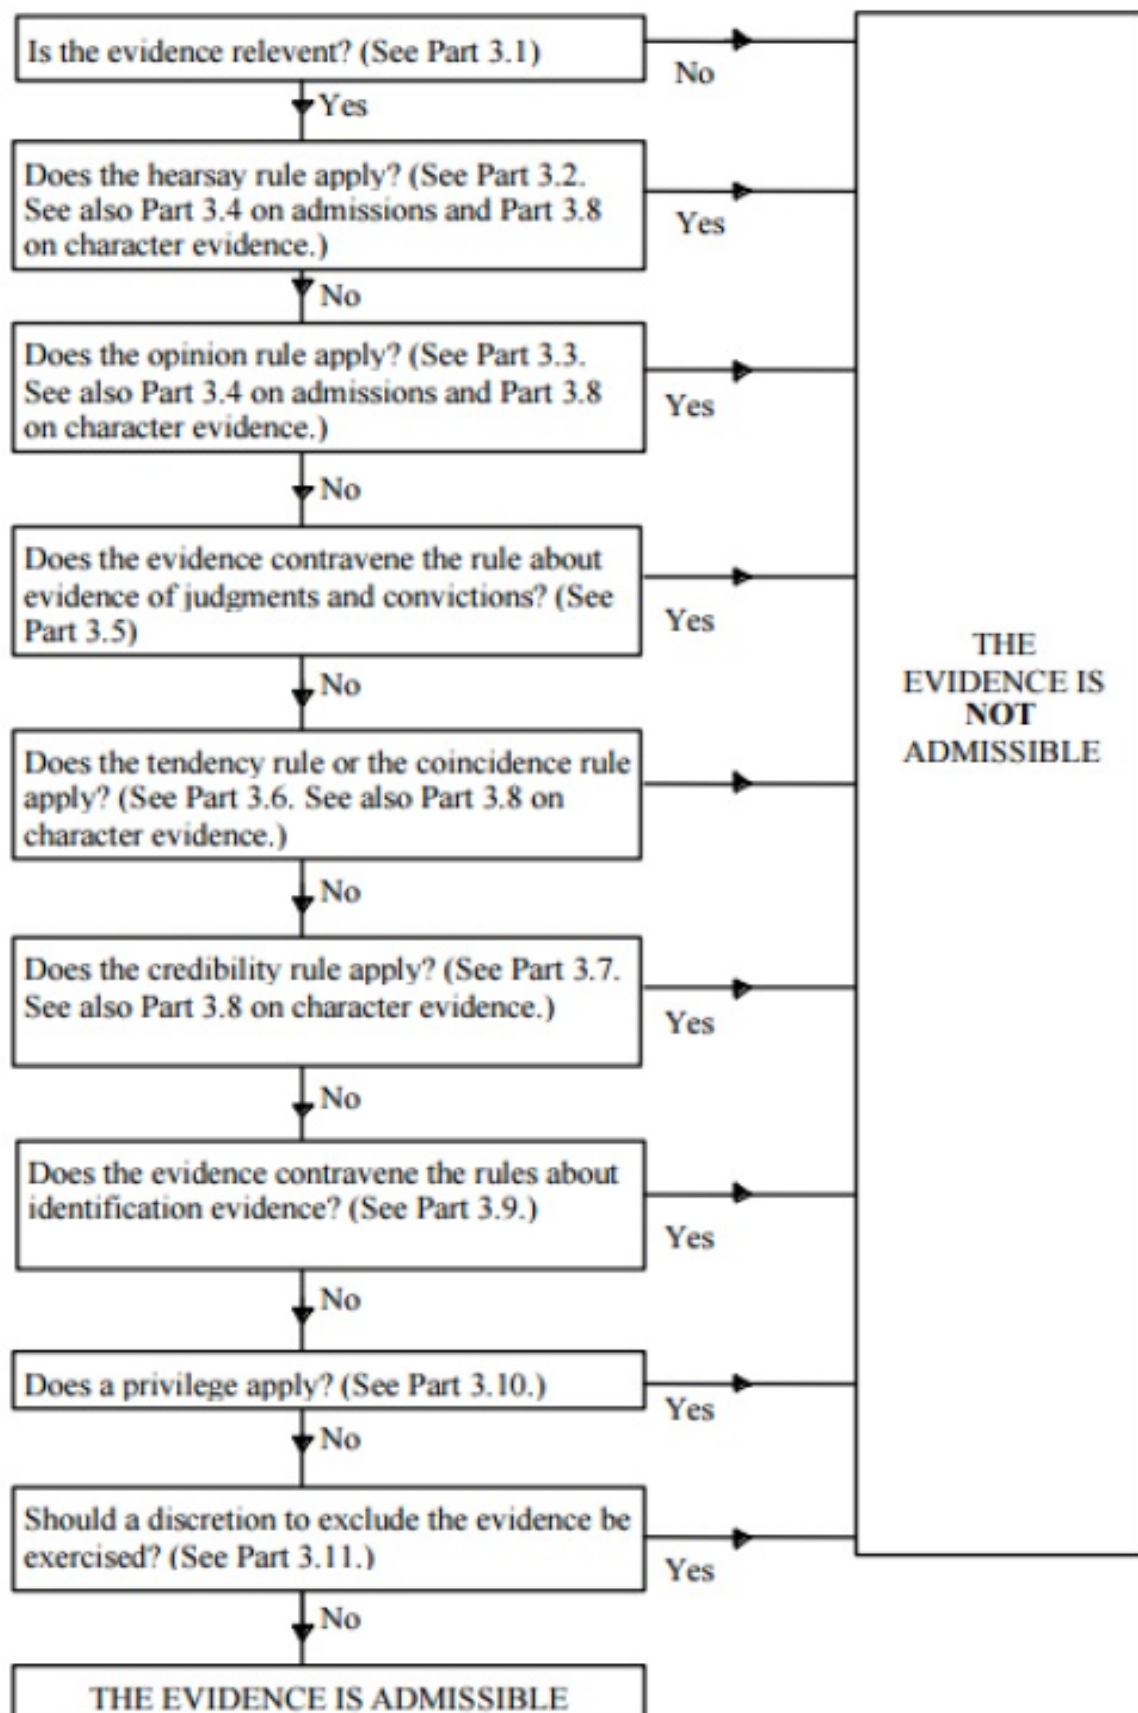 Is the evidence relevent? (See Part 3.1)
No
Yes
Does the hearsay rule apply? (See Part 3.2.
See also Part 3.4 on admissions and Part 3.8
on character evidence.)
Yes
No
Does the opinion rule apply? (See Part 3.3.
See also Part 3.4 on admissions and Part 3.8
on character evidence.)
Yes
No
Does the evidence contravene the rule about
evidence of judgments and convictions? (See
Part 3.5)
Yes
No
THE
EVIDENCE IS
NOT
ADMISSIBLE
Does the tendency rule or the coincidence rule
apply? (See Part 3.6. See also Part 3.8 on
character evidence.)
No
Does the credibility rule apply? (See Part 3.7.
See also Part 3.8 on character evidence.)
Yes
No
Does the evidence contravene the rules about
identification evidence? (See Part 3.9.)
Yes
No
Does a privilege apply? (See Part 3.10.)
Yes
No
Should a discretion to exclude the evidence be
exercised? (See Part 3.11.)
Yes
No
THE EVIDENCE IS ADMISSIBLE